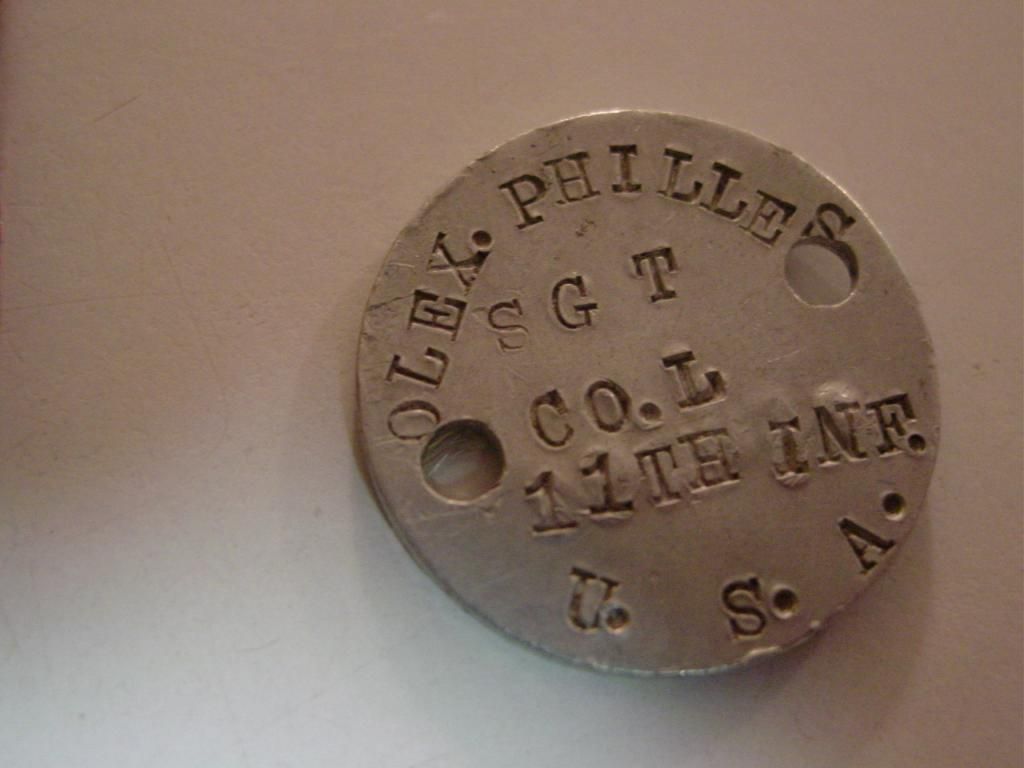 OLEX. PHILLES
SGT
CO. L
11TH INF.
U. S. A.